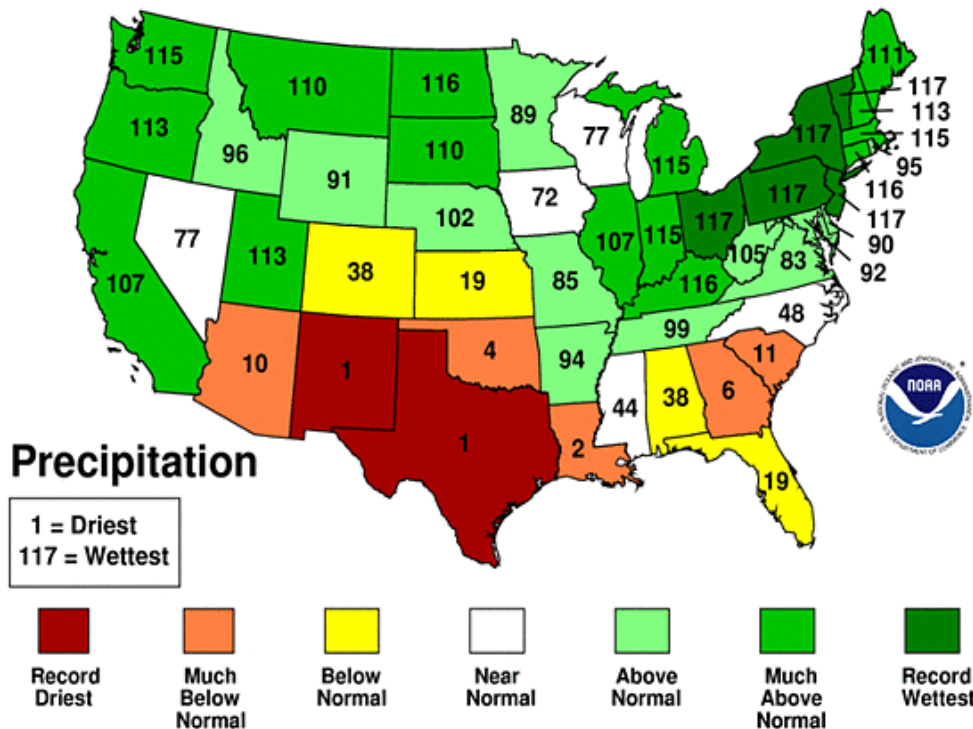 115
110
116
89
111
117
113
115
95
116
117
90
92
113
96
91
110
77
115
117
117
72
102
77
113
107
38
19
85
107
115
117
116
105
83
99
48
10
1
4
94
44
38
6
11
1
2
19
NOAA
Precipitation
1 = Driest
117 = Wettest
Record
Driest
Much
Below
Normal
Below
Normal
Near
Normal
Above
Normal
Much
Above
Normal
Record
Wettest